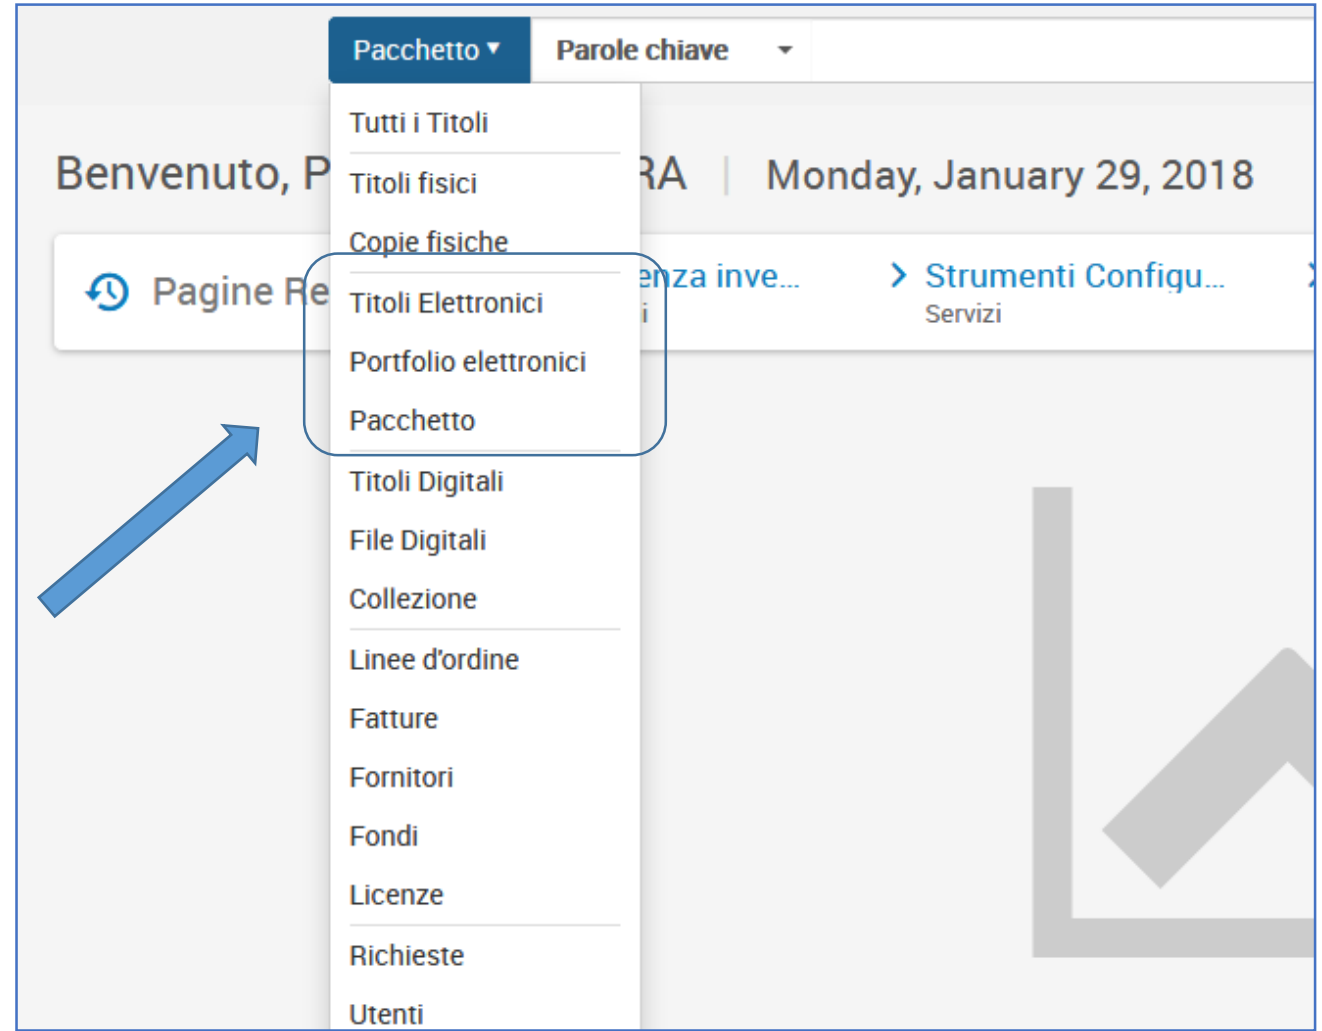 Pacchetto Parole chiave
Tutti i Titoli
Benvenuto, P RA | Monday, January 29, 2018
Titoli fisici
Copie fisiche
Pagine Re enza inve... Strumenti Configu...
Servizi
Titoli Elettronici
Portfolio elettronici
Pacchetto
Titoli Digitali
File Digitali
Collezione
Linee d'ordine
Fatture
Fornitori
Fondi
Licenze
Richieste
Utenti